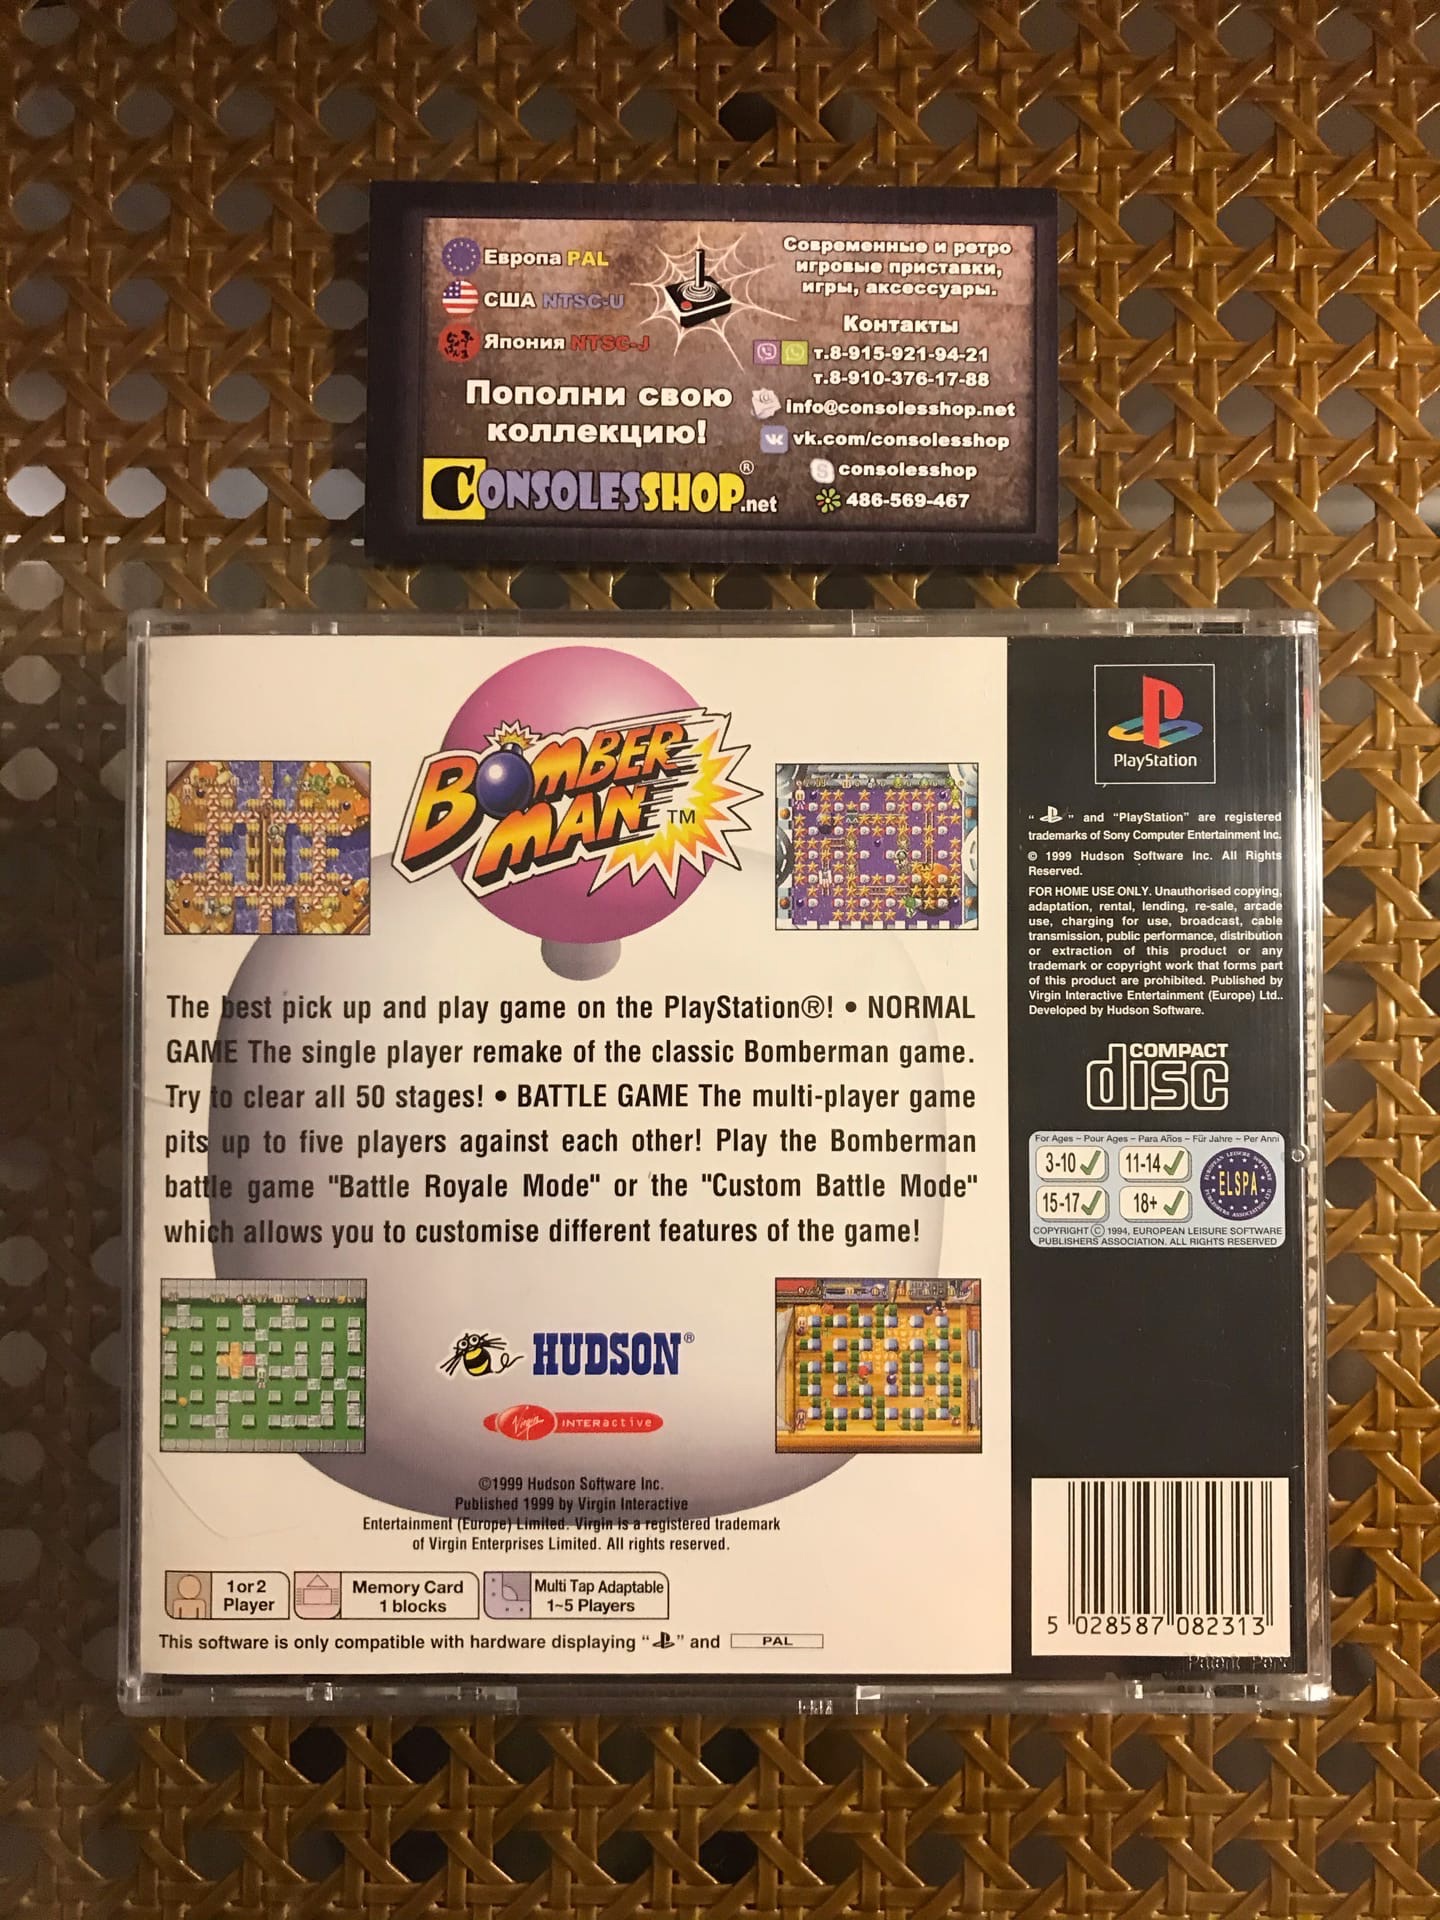 Европа PAL
США NTSC-U
Япония NTSC-J
Пополни свою
коллекцию!
CONSOLESSHOP.net ®
Современные и ретро
игровые приставки,
игры, аксессуары.
Контакты
т.8-915-921-94-21
т.8-910-376-17-88
info@consolesshop.net
vk.com/consolesshop
consolesshop
486-569-467
BOMBER
MAN TM
The best pick up and play game on the PlayStation®! • NORMAL
GAME The single player remake of the classic Bomberman game.
Try to clear all 50 stages! • BATTLE GAME The multi-player game
pits up to five players against each other! Play the Bomberman
battle game "Battle Royale Mode" or the "Custom Battle Mode"
which allows you to customise different features of the game!
HUDSON®
Virgin INTERactive
©1999 Hudson Software Inc.
Published 1999 by Virgin Interactive
Entertainment (Europe) Limited. Virgin is a registered trademark
of Virgin Enterprises Limited. All rights reserved.
1 or 2
Player
Memory Card
1 blocks
Multi Tap Adaptable
1~5 Players
This software is only compatible with hardware displaying " " and PAL
PlayStation
" " and "PlayStation" are registered
trademarks of Sony Computer Entertainment Inc.
© 1999 Hudson Software Inc. All Rights
Reserved.
FOR HOME USE ONLY. Unauthorised copying,
adaptation, rental, lending, re-sale, arcade
use, charging for use, broadcast, cable
transmission, public performance, distribution
or extraction of this product or any
trademark or copyright work that forms part
of this product are prohibited. Published by
Virgin Interactive Entertainment (Europe) Ltd..
Developed by Hudson Software.
COMPACT
disc
For Ages – Pour Ages – Para Años – Für Jahre – Per Anni
3-10 11-14
15-17 18+
EUROPEAN LEISURE SOFTWARE
ELSPA
PUBLISHERS ASSOCIATION LTD
COPYRIGHT © 1994, EUROPEAN LEISURE SOFTWARE
PUBLISHERS ASSOCIATION. ALL RIGHTS RESERVED
5 028587 082313